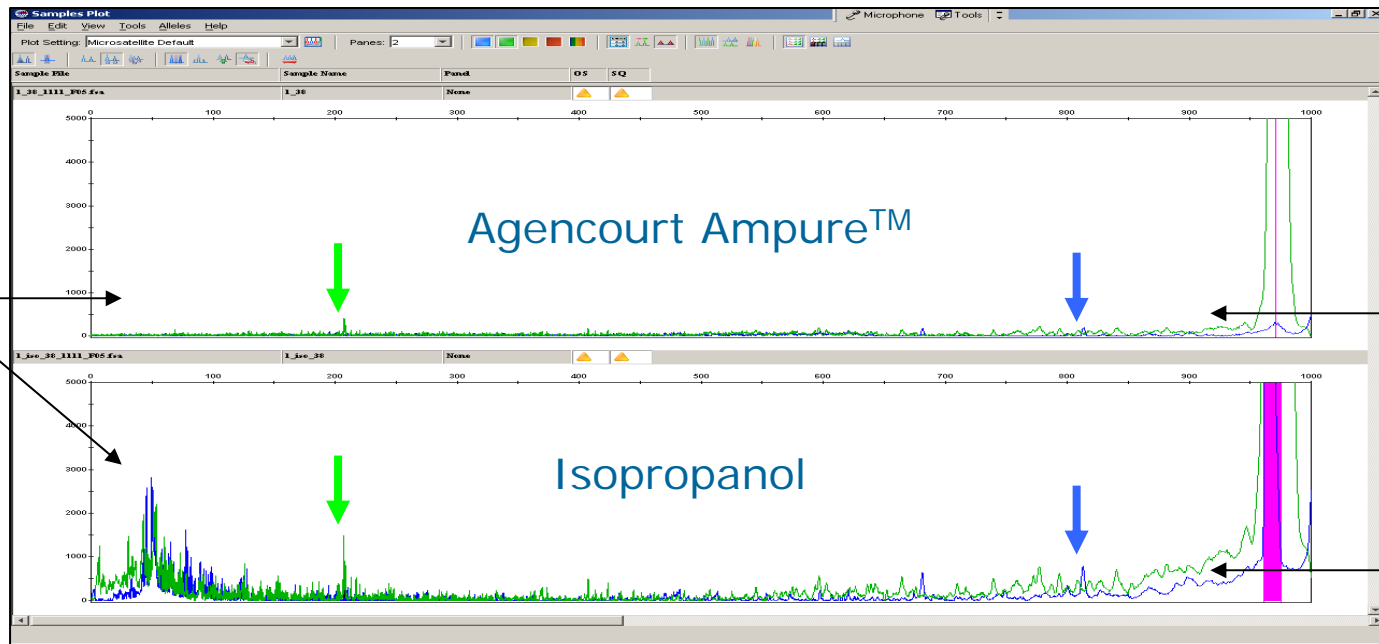 Samples Plot
Microphone Tools
File Edit View Tools Alleles Help
Plot Setting: Microsatellite Default Panes: 2
Sample File Sample Name Panel OS SQ
1_38_1111_F05.fsa 1_38 None
0 100 200 300 400 500 600 700 800 900 1000
5000
4000
3000
2000
1000
0
Agencourt Ampure™
1_iso_38_1111_F05.fsa 1_iso_38 None
0 100 200 300 400 500 600 700 800 900 1000
5000
4000
3000
2000
1000
0
Isopropanol